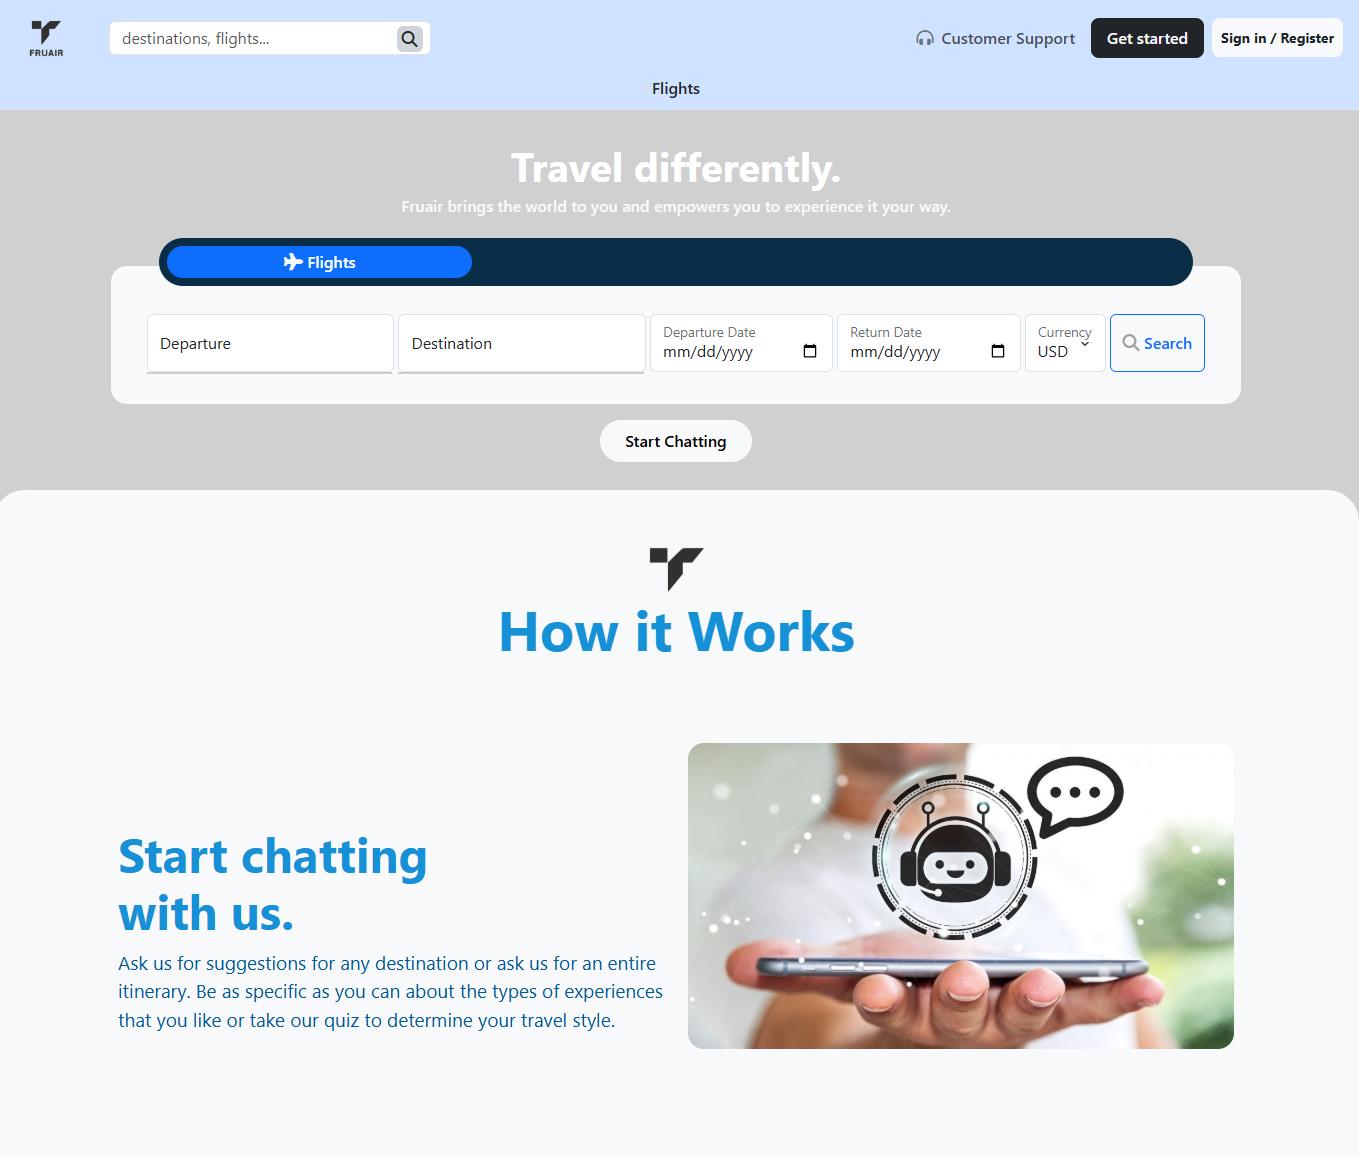 FRUAIR
destinations, flights...
Customer Support
Get started
Sign in / Register
Flights
Travel differently.
Fruair brings the world to you and empowers you to experience it your way.
Flights
Departure
Destination
Departure Date
mm/dd/yyyy
Return Date
mm/dd/yyyy
Currency
USD
Search
Start Chatting
How it Works
Start chatting
with us.
Ask us for suggestions for any destination or ask us for an entire
itinerary. Be as specific as you can about the types of experiences
that you like or take our quiz to determine your travel style.